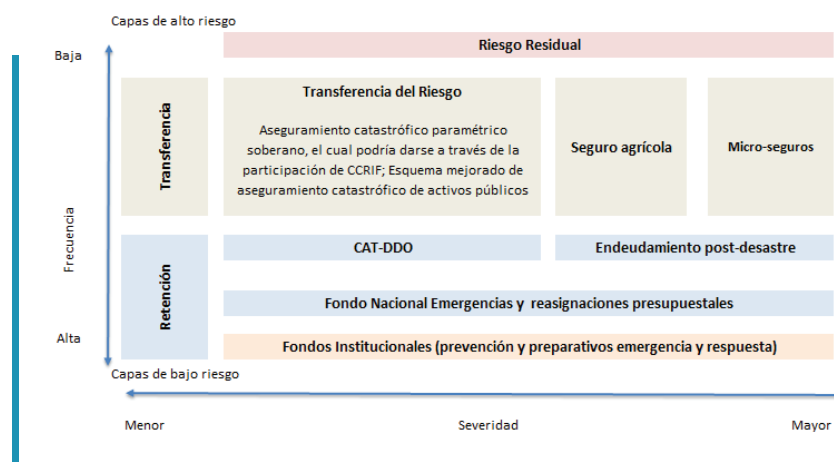 Capas de alto riesgo
Baja
Riesgo Residual
Transferencia
Transferencia del Riesgo
Aseguramiento catastrófico paramétrico
soberano, el cual podría darse a través de la
participación de CCRIF; Esquema mejorado de
aseguramiento catastrófico de activos públicos
Seguro agrícola
Micro-seguros
Frecuencia
Retención
CAT-DDO
Endeudamiento post-desastre
Fondo Nacional Emergencias y reasignaciones presupuestales
Alta
Fondos Institucionales (prevención y preparativos emergencia y respuesta)
Capas de bajo riesgo
Menor
Severidad
Mayor